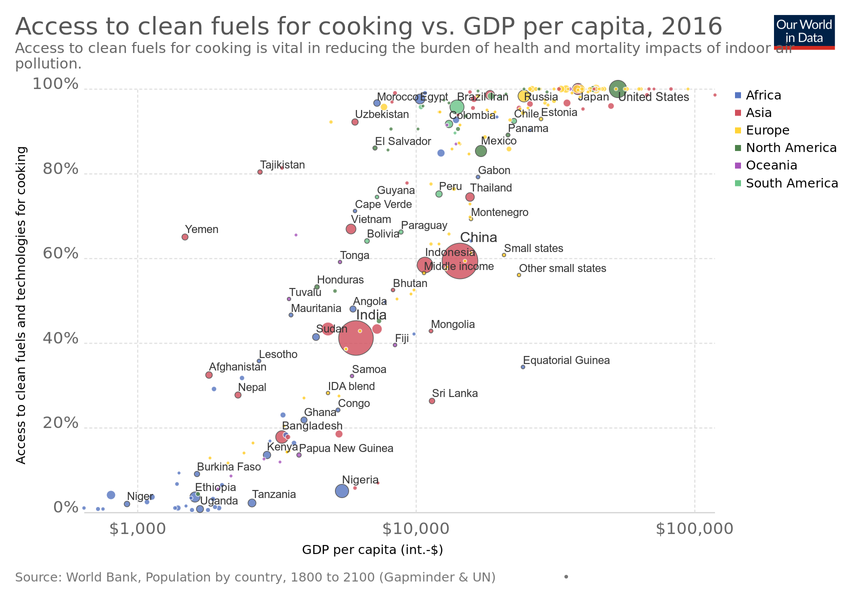 Access to clean fuels for cooking vs. GDP per capita, 2016
Our World
in Data
Access to clean fuels for cooking is vital in reducing the burden of health and mortality impacts of indoor air
pollution.
100%
80%
60%
40%
20%
0%
Access to clean fuels and technologies for cooking
Morocco
Egypt
Brazil
Iran
Russia
Japan
United States
Uzbekistan
Colombia
Chile
Estonia
Panama
El Salvador
Mexico
Tajikistan
Gabon
Guyana
Peru
Thailand
Cape Verde
Montenegro
Vietnam
Paraguay
Yemen
Bolivia
China
Tonga
Indonesia
Small states
Middle income
Other small states
Honduras
Bhutan
Tuvalu
Angola
Mauritania
India
Sudan
Mongolia
Fiji
Lesotho
Equatorial Guinea
Afghanistan
Samoa
Nepal
IDA blend
Sri Lanka
Congo
Ghana
Bangladesh
Kenya
Papua New Guinea
Burkina Faso
Nigeria
Ethiopia
Niger
Uganda
Tanzania
$1,000
$10,000
$100,000
GDP per capita (int.-$)
Africa
Asia
Europe
North America
Oceania
South America
Source: World Bank, Population by country, 1800 to 2100 (Gapminder & UN)